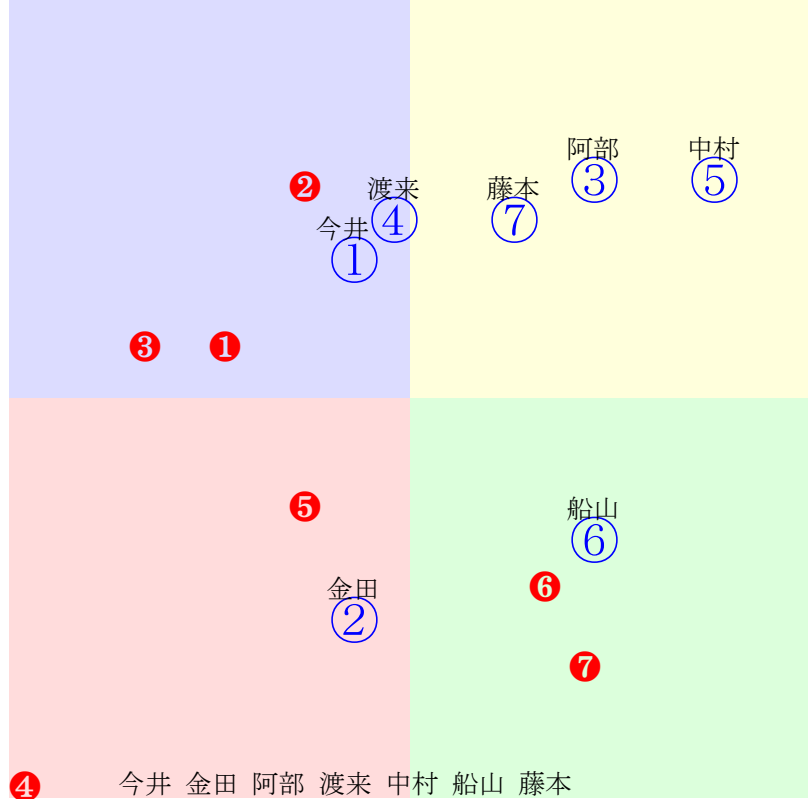 阿部 中村
❷ 渡来 藤本 ③ ⑤
今井 ④ ⑦
①
❸ ❶
❺ 船山
⑥
金田 ❻
②
❼
❹ 今井 金田 阿部 渡来 中村 船山 藤本